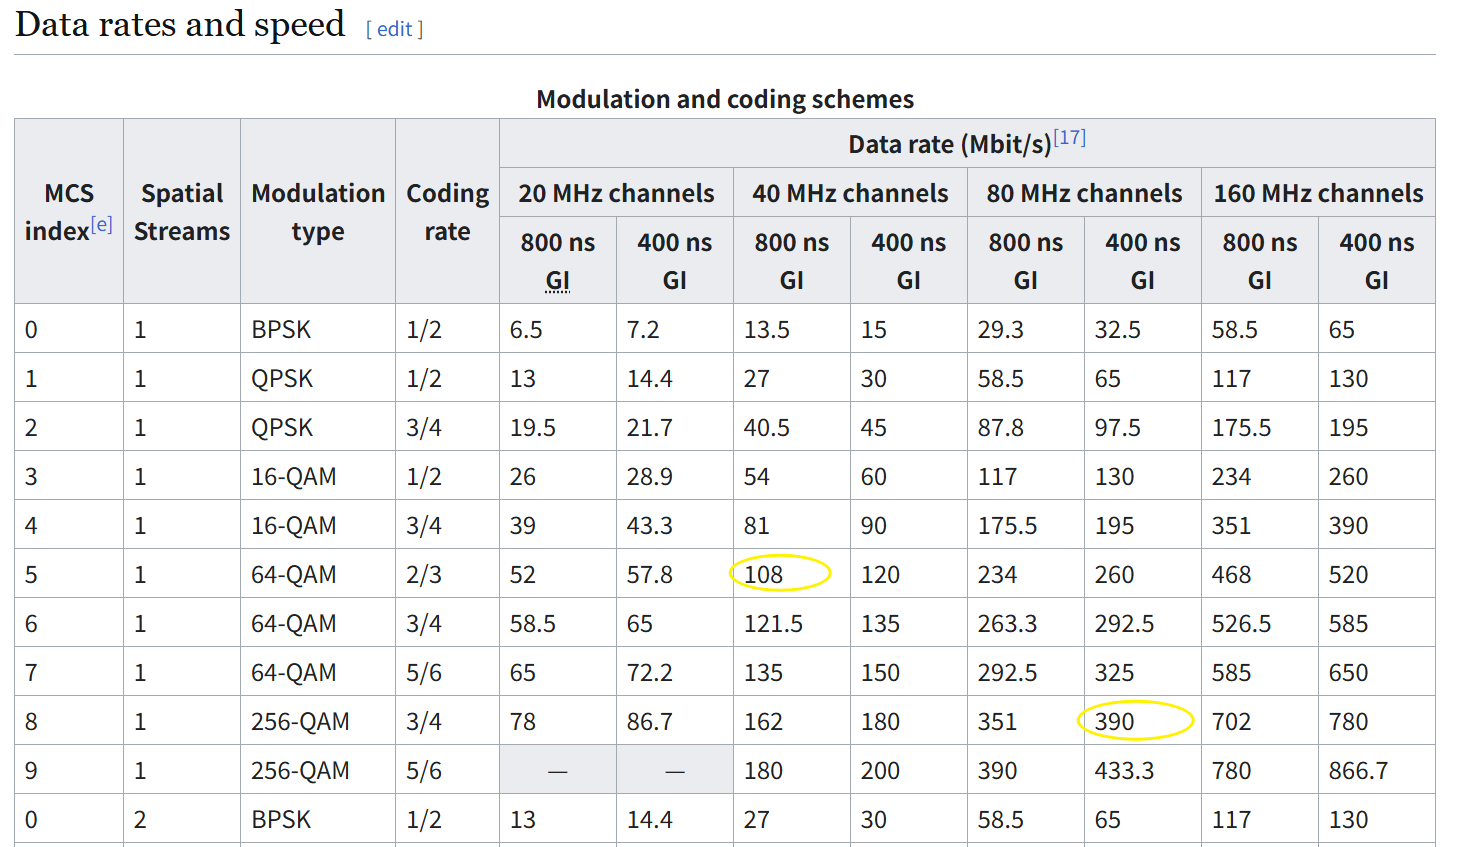 Data rates and speed [ edit ]
Modulation and coding schemes
MCS index[e] Spatial Streams Modulation type Coding rate Data rate (Mbit/s)[17]
20 MHz channels 40 MHz channels 80 MHz channels 160 MHz channels
800 ns GI 400 ns GI 800 ns GI 400 ns GI 800 ns GI 400 ns GI 800 ns GI 400 ns GI
0 1 BPSK 1/2 6.5 7.2 13.5 15 29.3 32.5 58.5 65
1 1 QPSK 1/2 13 14.4 27 30 58.5 65 117 130
2 1 QPSK 3/4 19.5 21.7 40.5 45 87.8 97.5 175.5 195
3 1 16-QAM 1/2 26 28.9 54 60 117 130 234 260
4 1 16-QAM 3/4 39 43.3 81 90 175.5 195 351 390
5 1 64-QAM 2/3 52 57.8 108 120 234 260 468 520
6 1 64-QAM 3/4 58.5 65 121.5 135 263.3 292.5 526.5 585
7 1 64-QAM 5/6 65 72.2 135 150 292.5 325 585 650
8 1 256-QAM 3/4 78 86.7 162 180 351 390 702 780
9 1 256-QAM 5/6 — — 180 200 390 433.3 780 866.7
0 2 BPSK 1/2 13 14.4 27 30 58.5 65 117 130